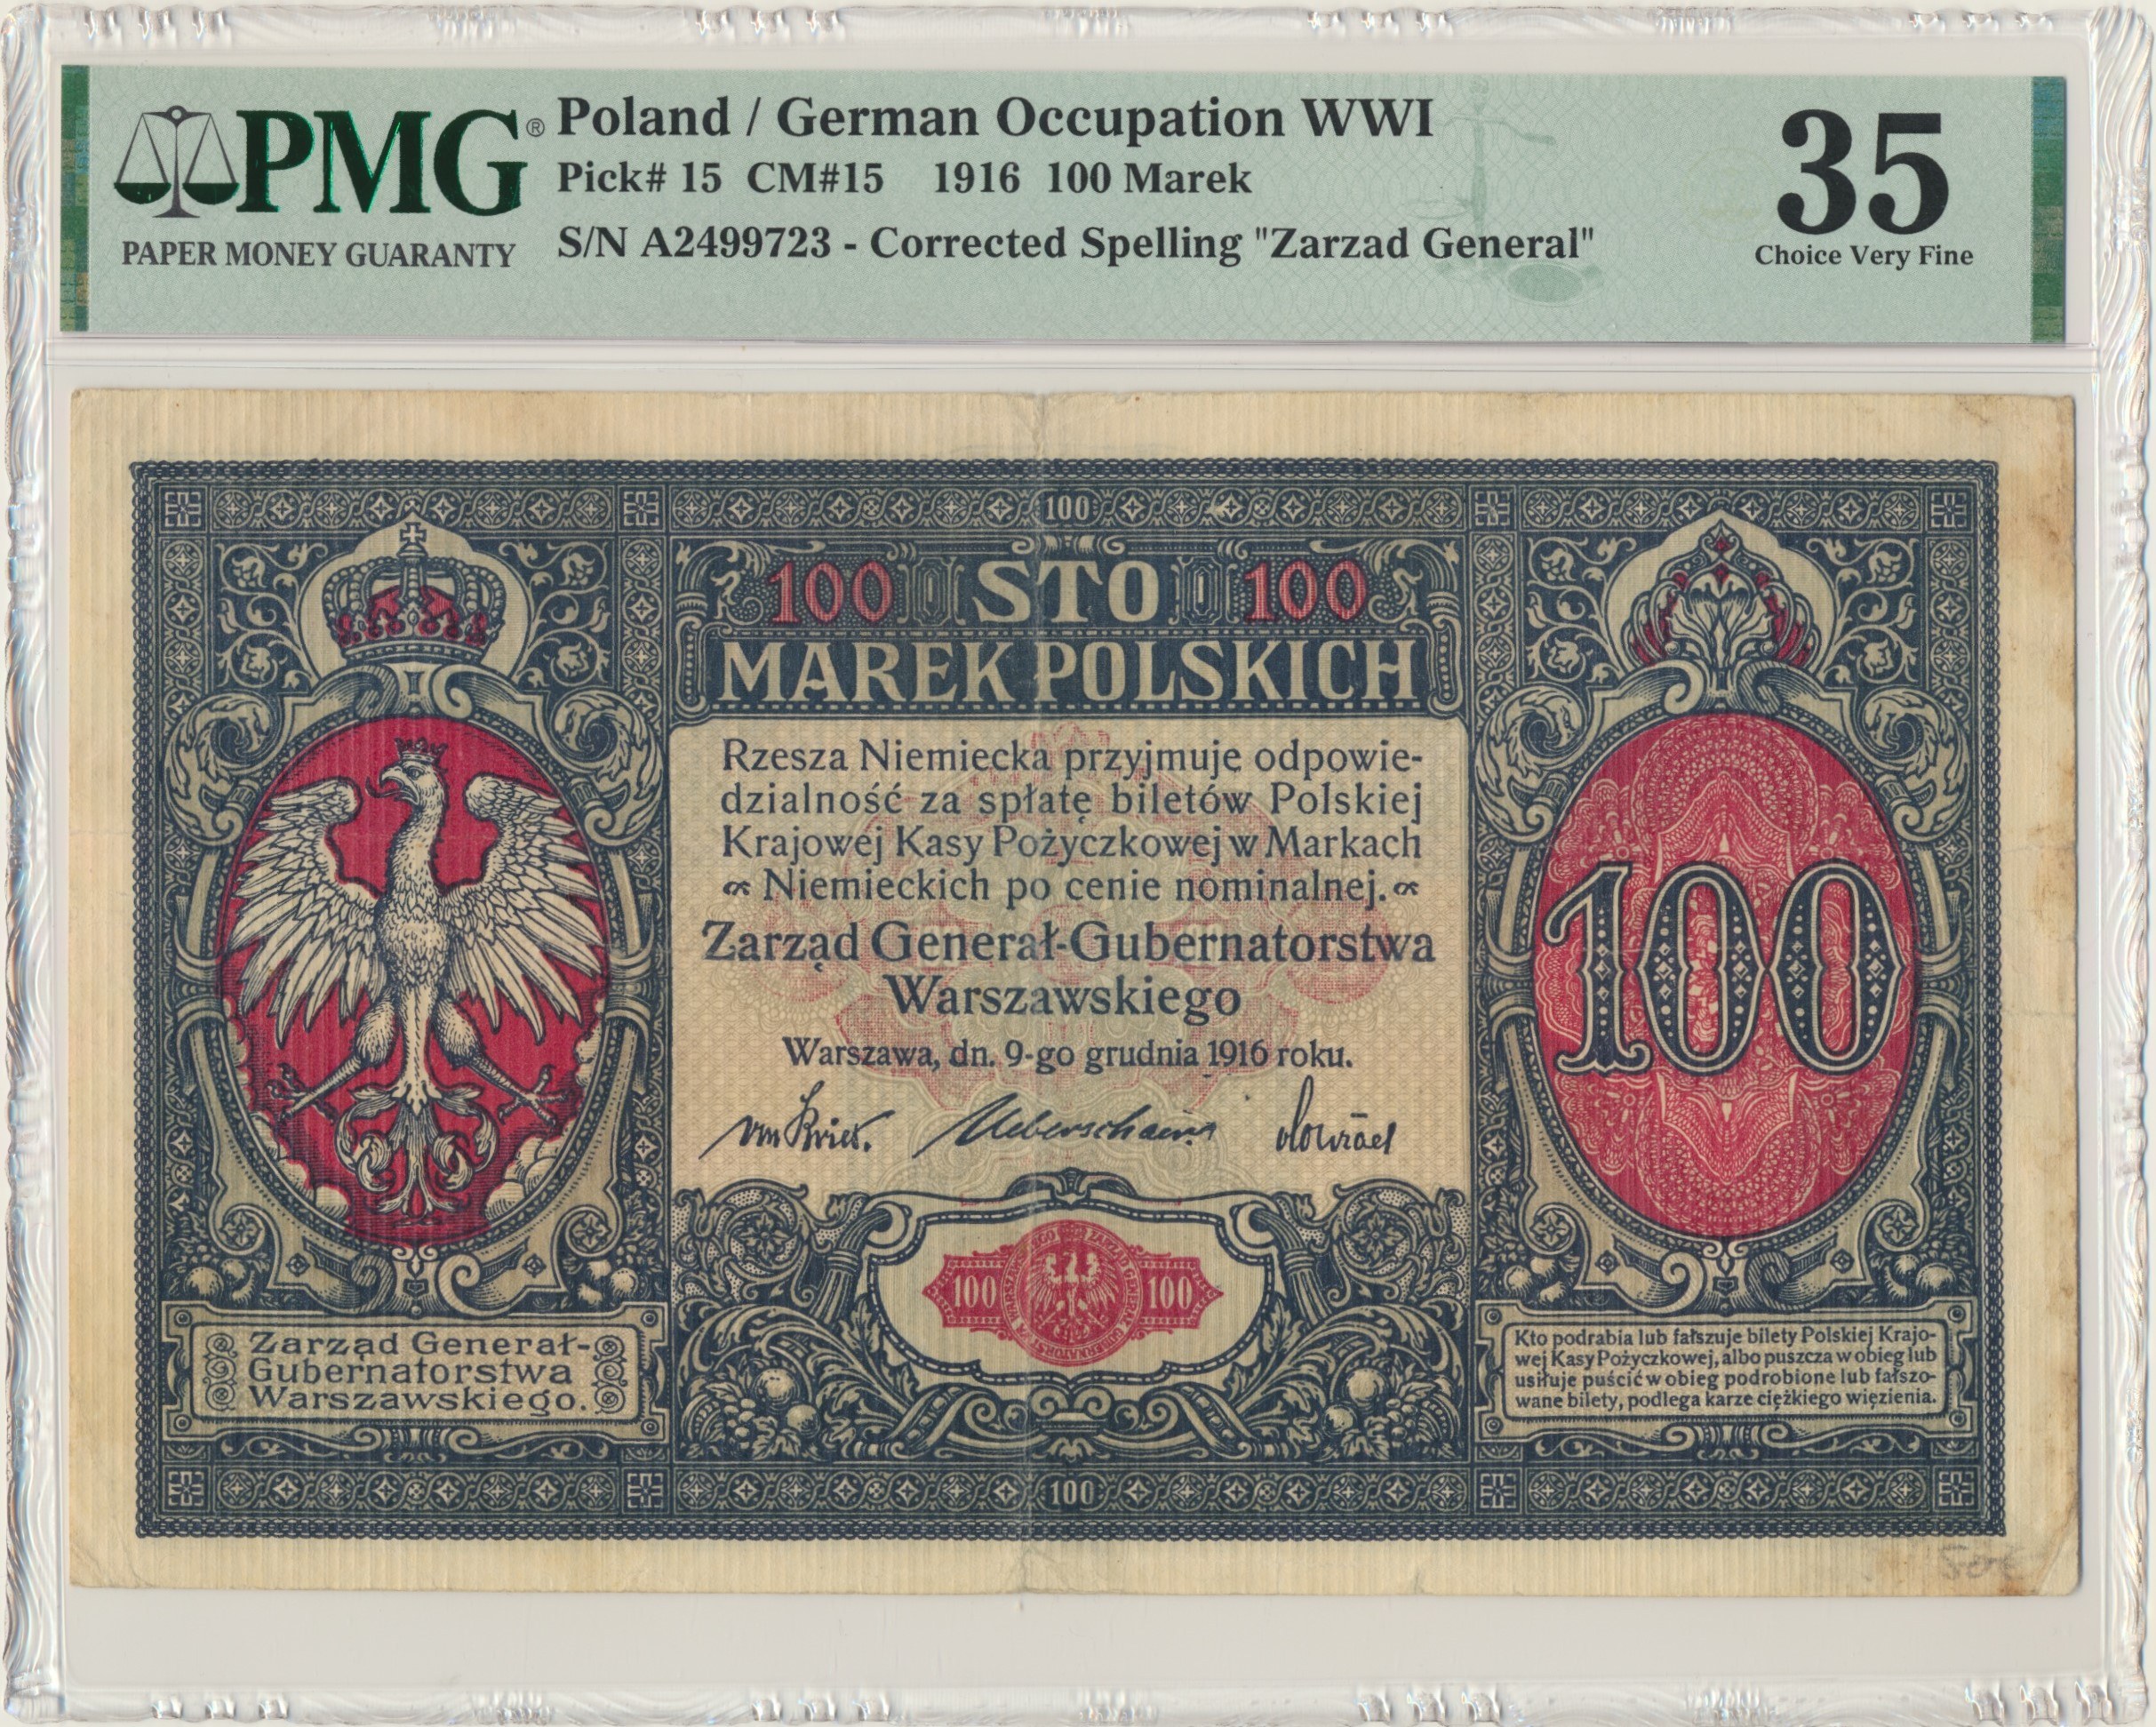 PMG®
PAPER MONEY GUARANTY
Poland / German Occupation WWI
Pick# 15 CM#15 1916 100 Marek
S/N A2499723 - Corrected Spelling "Zarzad General"
35
Choice Very Fine
100
100 STO 100
MAREK POLSKICH
Rzesza Niemiecka przyjmuje odpowie-
dzialność za spłatę biletów Polskiej
Krajowej Kasy Pożyczkowej w Markach
Niemieckich po cenie nominalnej.
Zarząd Generał-Gubernatorstwa
Warszawskiego
Warszawa, dn. 9-go grudnia 1916 roku.
100
100 100
Zarząd Generał-
Gubernatorstwa
Warszawskiego.
Kto podrabia lub fałszuje bilety Polskiej Krajo-
wej Kasy Pożyczkowej, albo puszcza w obieg lub
usiłuje puścić w obieg podrobione lub fałszo-
wane bilety, podlega karze ciężkiego więzienia.
100